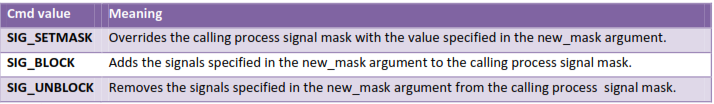 Cmd value Meaning
SIG_SETMASK Overrides the calling process signal mask with the value specified in the new_mask argument.
SIG_BLOCK Adds the signals specified in the new_mask argument to the calling process signal mask.
SIG_UNBLOCK Removes the signals specified in the new_mask argument from the calling process signal mask.